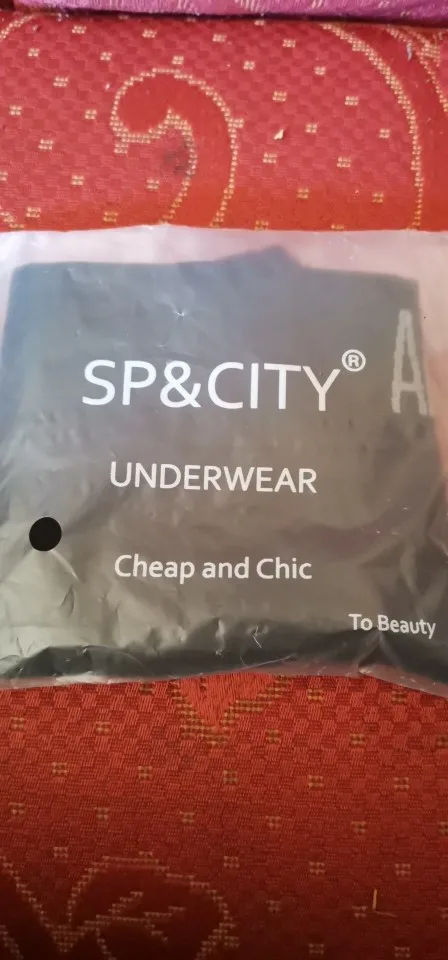 SP&CITY®
A
UNDERWEAR
Cheap and Chic
To Beauty